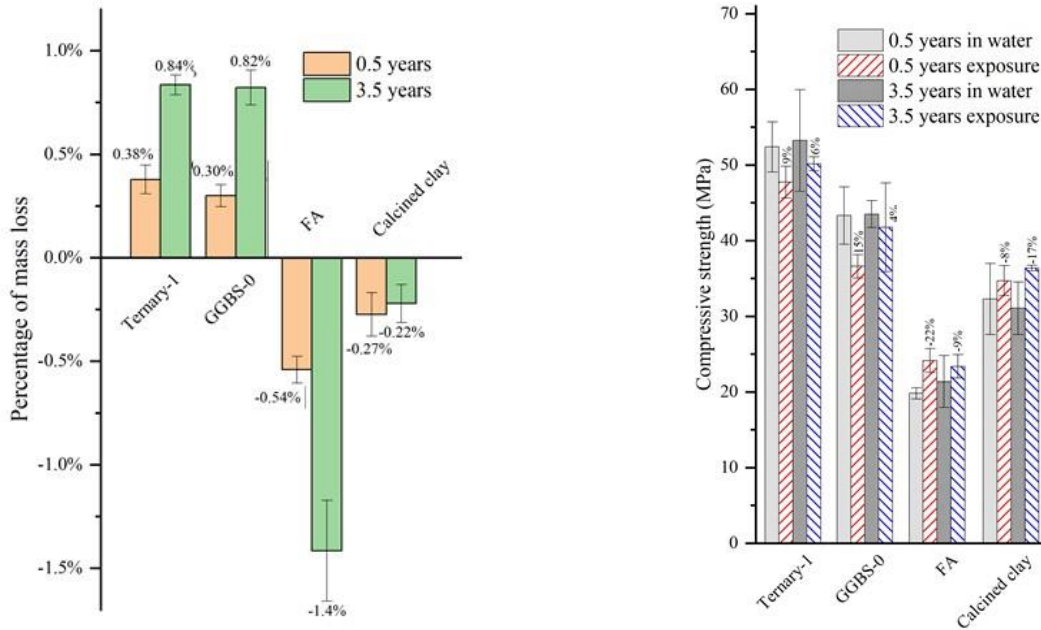 Percentage of mass loss
1.0%
0.5%
0.0%
-0.5%
-1.0%
-1.5%
0.5 years
3.5 years
0.38%
0.84%
0.30%
0.82%
-0.54%
-1.4%
-0.27%
-0.22%
Ternary-1
GGBS-0
FA
Calcined clay
Compressive strength (MPa)
70
60
50
40
30
20
10
0
0.5 years in water
0.5 years exposure
3.5 years in water
3.5 years exposure
9%
6%
15%
4%
-22%
-9%
-8%
-17%
Ternary-1
GGBS-0
FA
Calcined clay